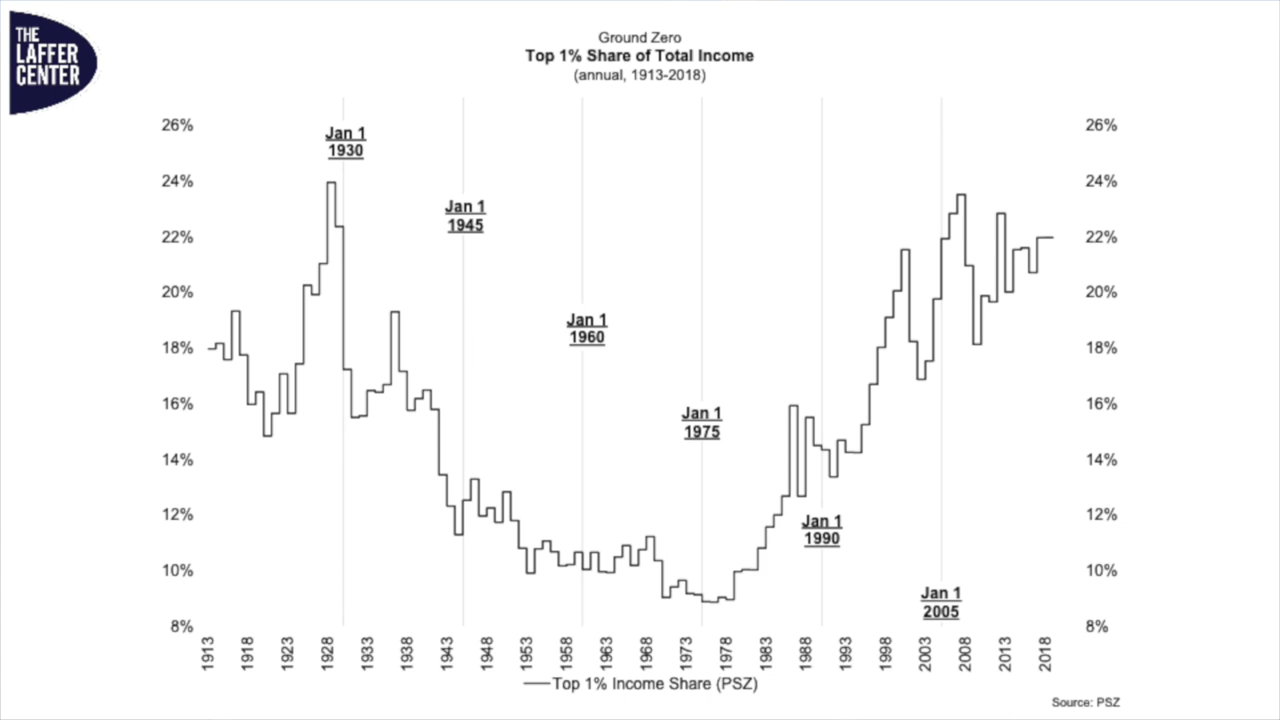 THE
LAFFER
CENTER
Ground Zero
Top 1% Share of Total Income
(annual, 1913-2018)
26%
24%
22%
20%
18%
16%
14%
12%
10%
8%
Jan 1
1930
Jan 1
1945
Jan 1
1960
Jan 1
1975
Jan 1
1990
Jan 1
2005
26%
24%
22%
20%
18%
16%
14%
12%
10%
8%
1913 1918 1923 1928 1933 1938 1943 1948 1953 1958 1963 1968 1973 1978 1983 1988 1993 1998 2003 2008 2013 2018
Top 1% Income Share (PSZ)
Source: PSZ